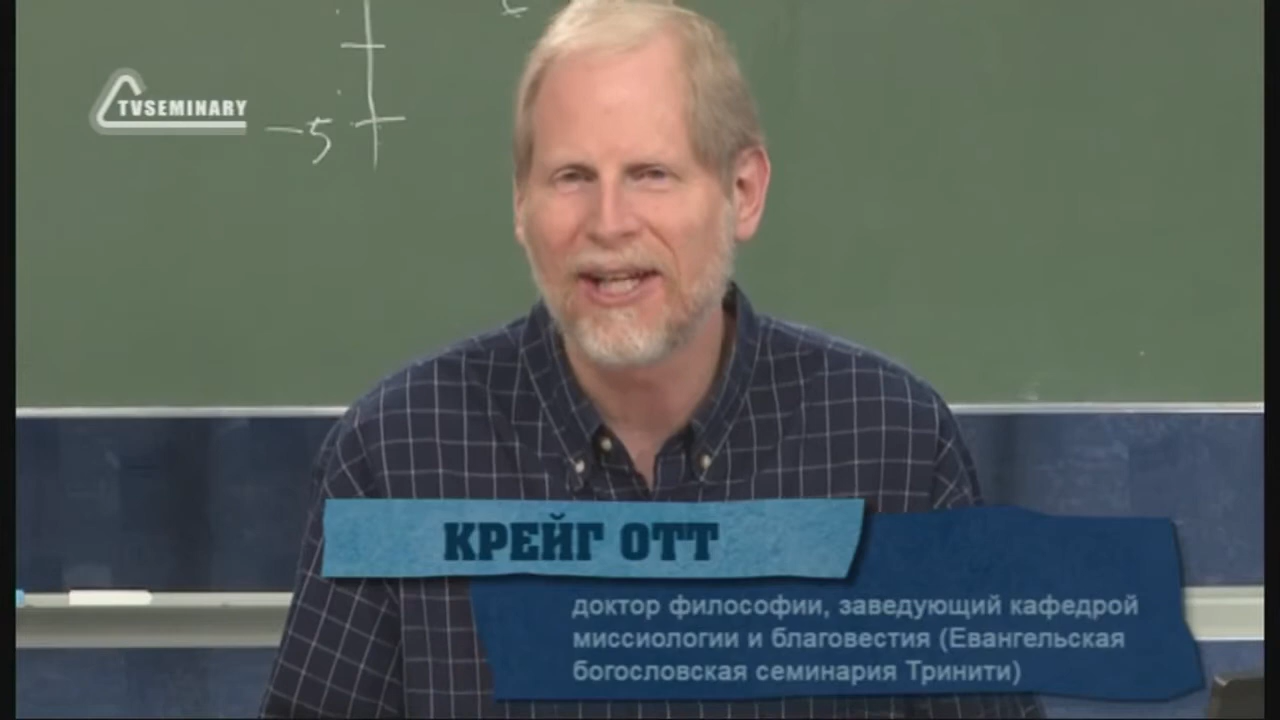 TVSEMINARY
-5
КРЕЙГ ОТТ
доктор философии, заведующий кафедрой
миссиологии и благовестия (Евангельская
богословская семинария Тринити)